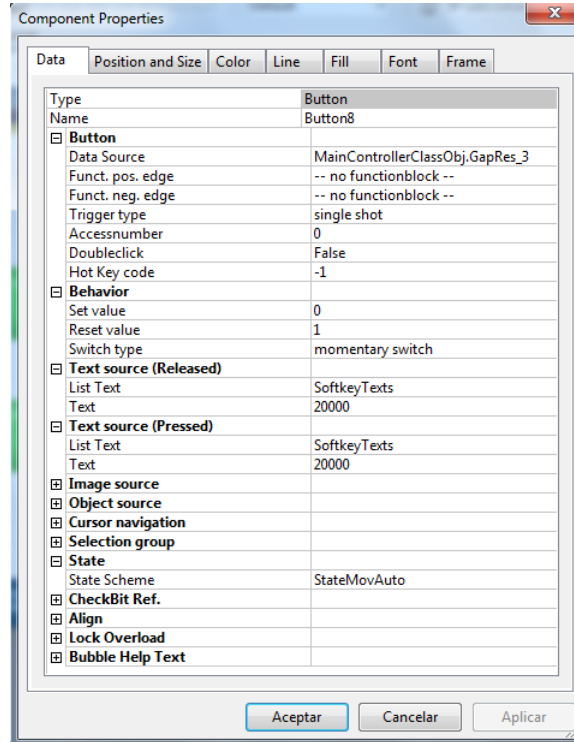 Component Properties
Data Position and Size Color Line Fill Font Frame
Type Button
Name Button8
Button
Data Source MainControllerClassObj.GapRes_3
Funct. pos. edge -- no functionblock --
Funct. neg. edge -- no functionblock --
Trigger type single shot
Accessnumber 0
Doubleclick False
Hot Key code -1
Behavior
Set value 0
Reset value 1
Switch type momentary switch
Text source (Released)
List Text SoftkeyTexts
Text 20000
Text source (Pressed)
List Text SoftkeyTexts
Text 20000
Image source
Object source
Cursor navigation
Selection group
State
State Scheme StateMovAuto
CheckBit Ref.
Align
Lock Overload
Bubble Help Text
Aceptar Cancelar Aplicar